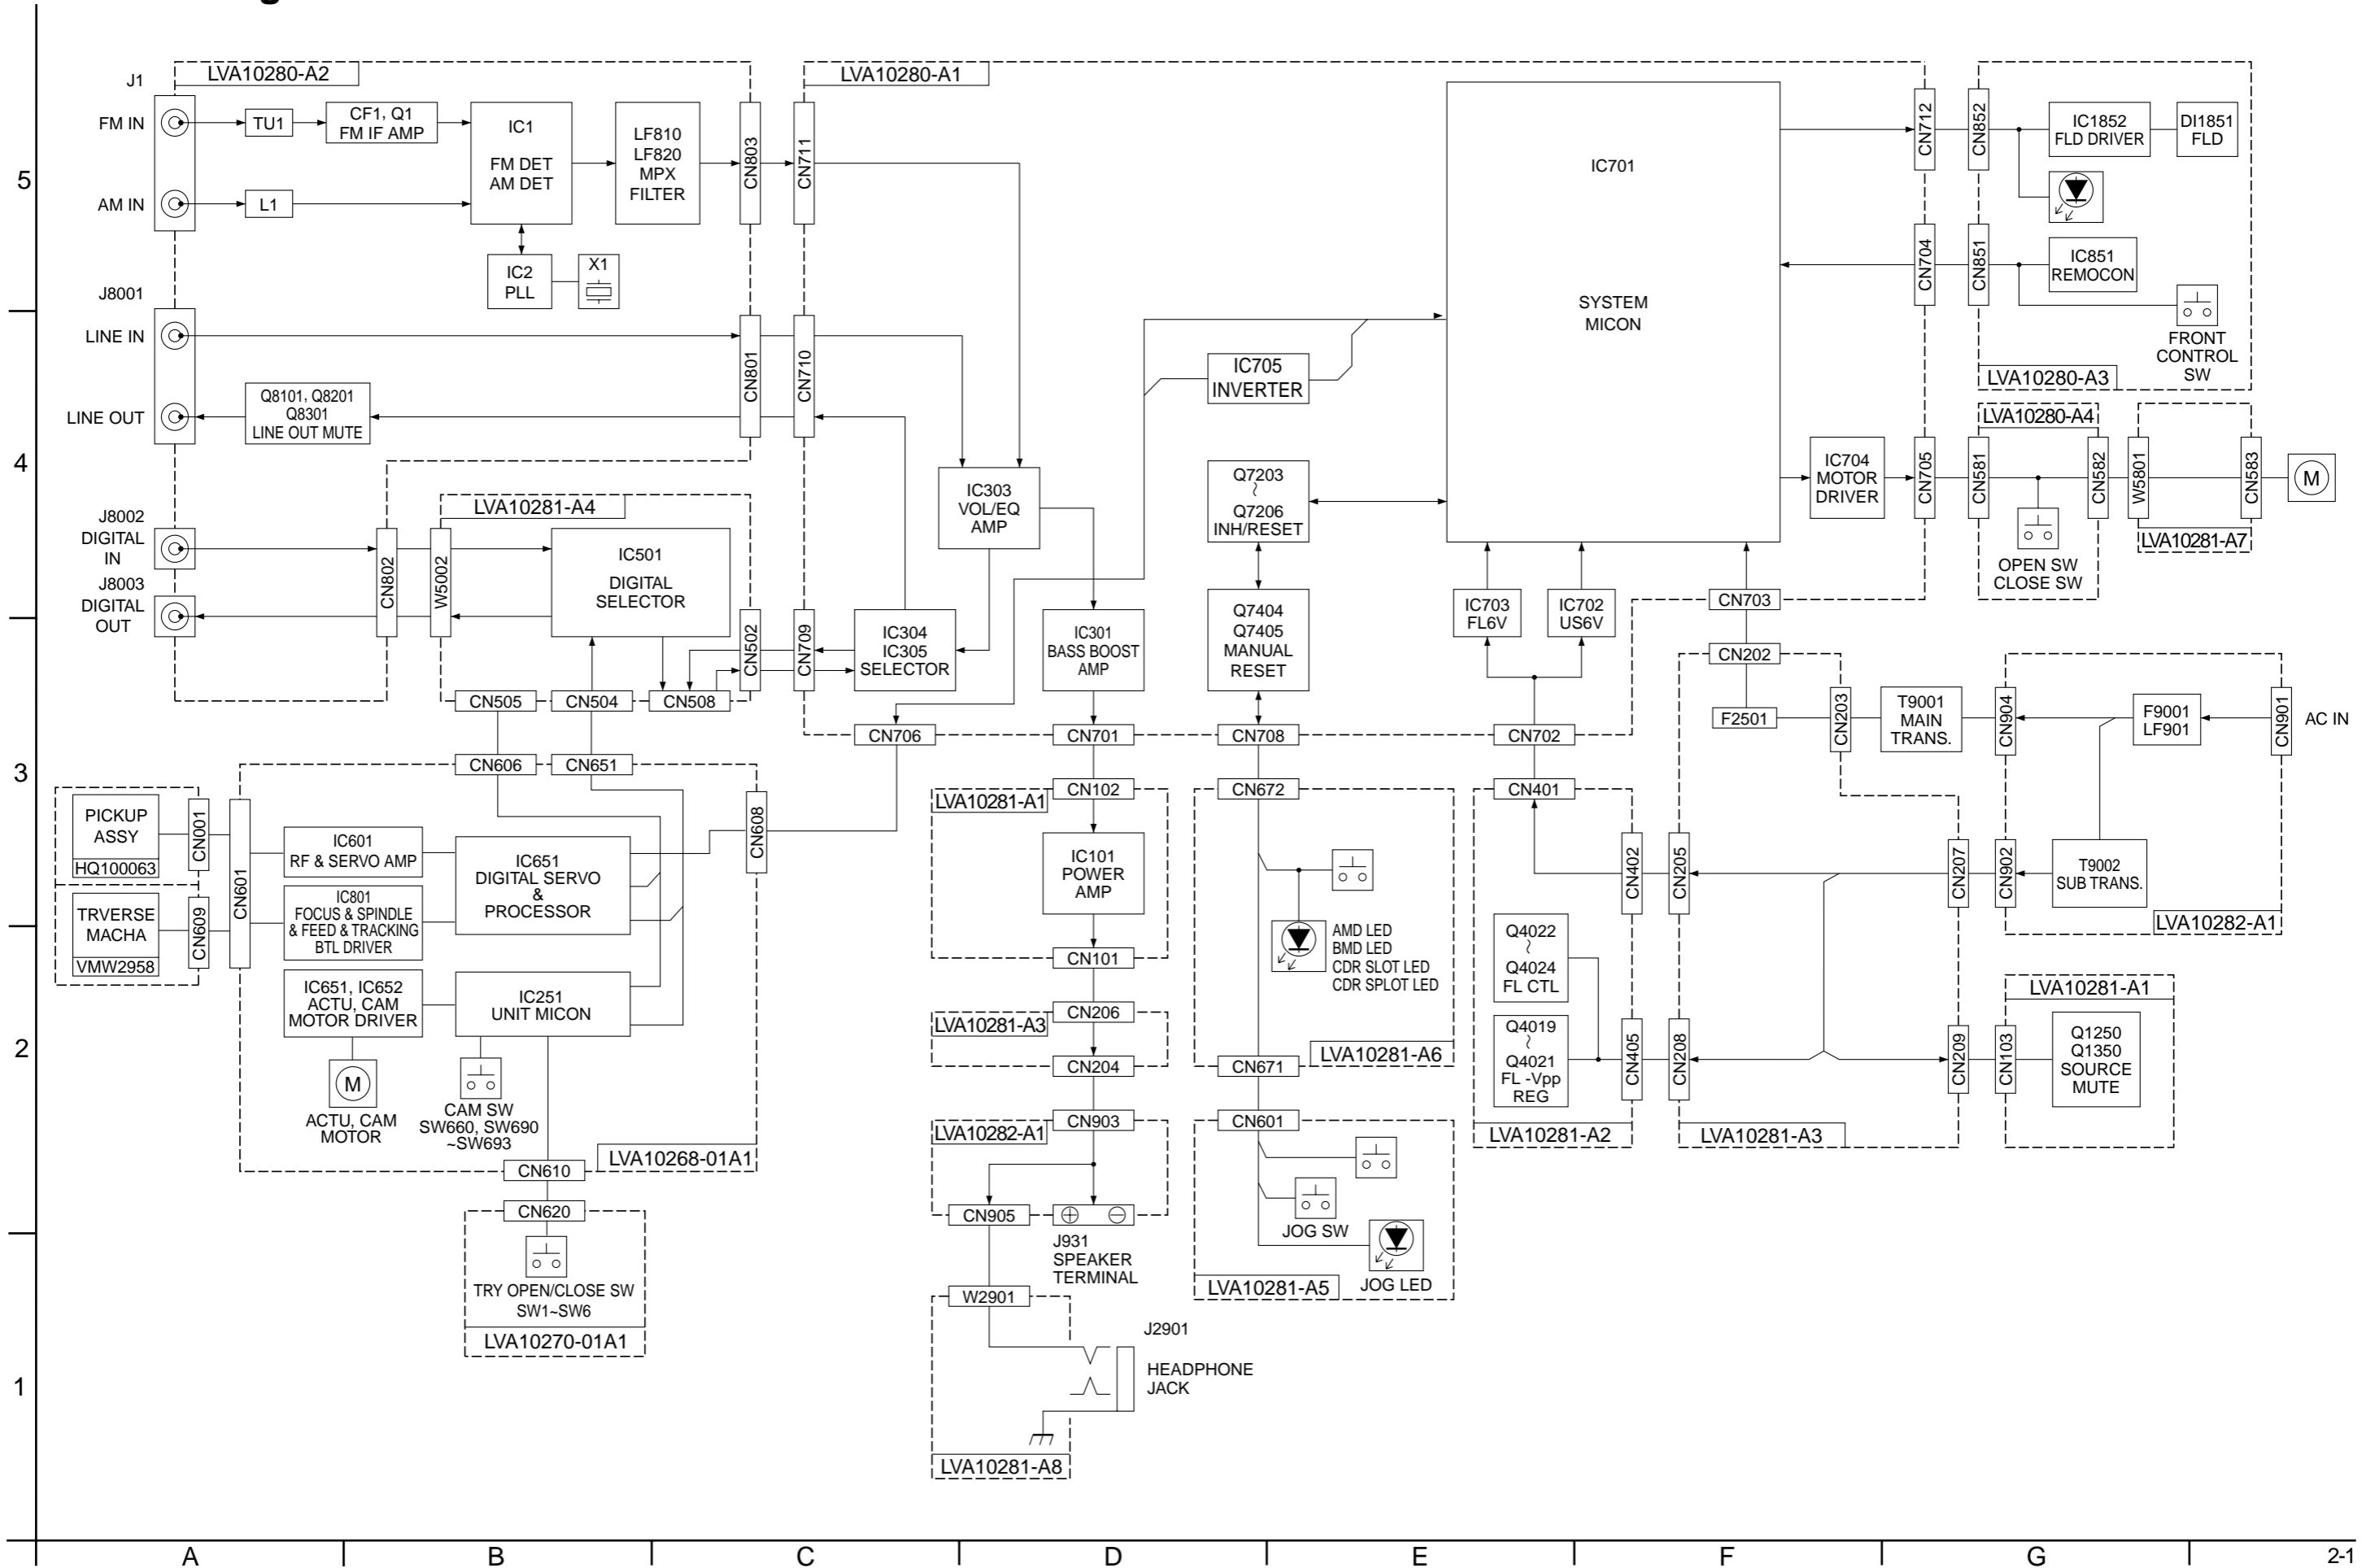 LVA10280-A2
LVA10280-A1
J1
FM IN
TU1
CF1, Q1
FM IF AMP
IC1
FM DET
AM DET
LF810
LF820
MPX
FILTER
CN803
CN711
AM IN
L1
IC2
PLL
X1
IC701
SYSTEM
MICON
CN712
CN852
IC1852
FLD DRIVER
DI1851
FLD
CN704
CN851
IC851
REMOCON
FRONT
CONTROL
SW
LVA10280-A3
J8001
LINE IN
LINE OUT
Q8101, Q8201
Q8301
LINE OUT MUTE
CN801
CN710
IC705
INVERTER
LVA10280-A4
IC303
VOL/EQ
AMP
Q7203
~
Q7206
INH/RESET
IC704
MOTOR
DRIVER
CN705
CN581
CN582
W5801
CN583
M
OPEN SW
CLOSE SW
LVA10281-A7
J8002
DIGITAL
IN
J8003
DIGITAL
OUT
CN802
W5002
LVA10281-A4
IC501
DIGITAL
SELECTOR
CN502
CN709
IC304
IC305
SELECTOR
IC301
BASS BOOST
AMP
Q7404
Q7405
MANUAL
RESET
IC703
FL6V
IC702
US6V
CN703
CN202
F2501
CN203
T9001
MAIN
TRANS.
CN904
F9001
LF901
CN901
AC IN
CN505
CN504
CN508
CN706
CN701
CN708
CN702
CN606
CN651
CN608
PICKUP
ASSY
HQ100063
CN001
TRVERSE
MACHA
VMW2958
CN609
CN601
IC601
RF & SERVO AMP
IC801
FOCUS & SPINDLE
& FEED & TRACKING
BTL DRIVER
IC651
DIGITAL SERVO
&
PROCESSOR
IC651, IC652
ACTU, CAM
MOTOR DRIVER
IC251
UNIT MICON
M
ACTU, CAM
MOTOR
CAM SW
SW660, SW690
~SW693
LVA10268-01A1
CN610
CN620
TRY OPEN/CLOSE SW
SW1~SW6
LVA10270-01A1
LVA10281-A1
CN102
IC101
POWER
AMP
CN101
LVA10281-A3
CN206
CN204
LVA10282-A1
CN903
CN905
J931
SPEAKER
TERMINAL
W2901
J2901
HEADPHONE
JACK
LVA10281-A8
CN672
AMD LED
BMD LED
CDR SLOT LED
CDR SPLOT LED
CN671
LVA10281-A6
CN601
JOG SW
JOG LED
LVA10281-A5
CN401
CN402
CN205
Q4022
~
Q4024
FL CTL
Q4019
~
Q4021
FL -Vpp
REG
CN405
CN208
LVA10281-A2
LVA10281-A3
CN207
CN902
T9002
SUB TRANS.
LVA10282-A1
LVA10281-A1
CN209
CN103
Q1250
Q1350
SOURCE
MUTE
5
4
3
2
1
A
B
C
D
E
F
G
2-1